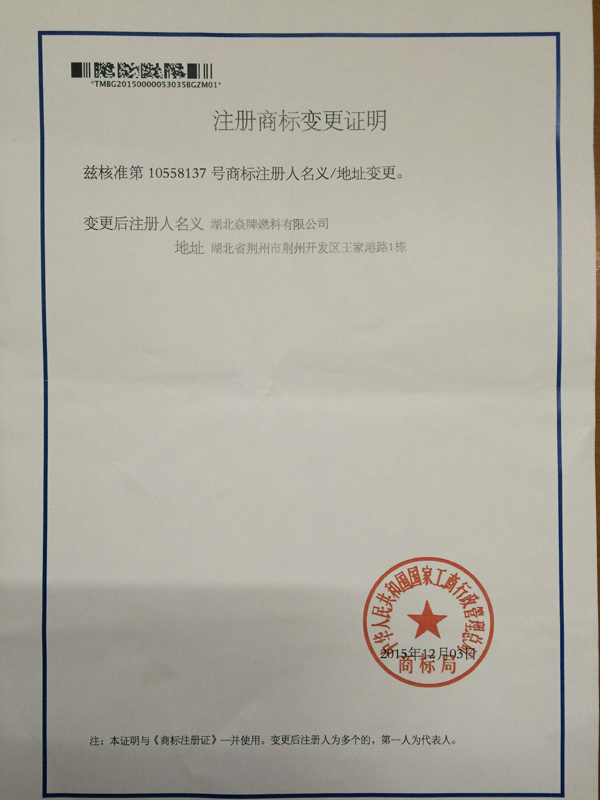 *TMBG20150000053035BGZM01*
注册商标变更证明
兹核准第 10558137 号商标注册人名义/地址变更。
变更后注册人名义 湖北焱牌燃料有限公司
地址 湖北省荆州市荆州开发区王家港路1栋
中华人民共和国国家工商行政管理总局
2015年12月03日
商标局
注：本证明与《商标注册证》一并使用。变更后注册人为多个的，第一人为代表人。